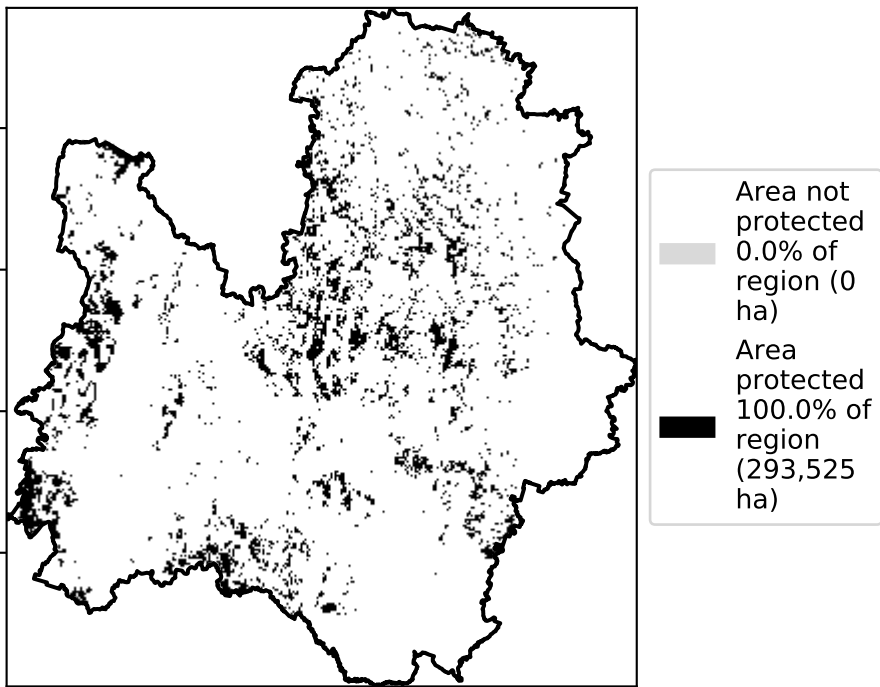 Area not
protected
0.0% of
region (0
ha)
Area
protected
100.0% of
region
(293,525
ha)